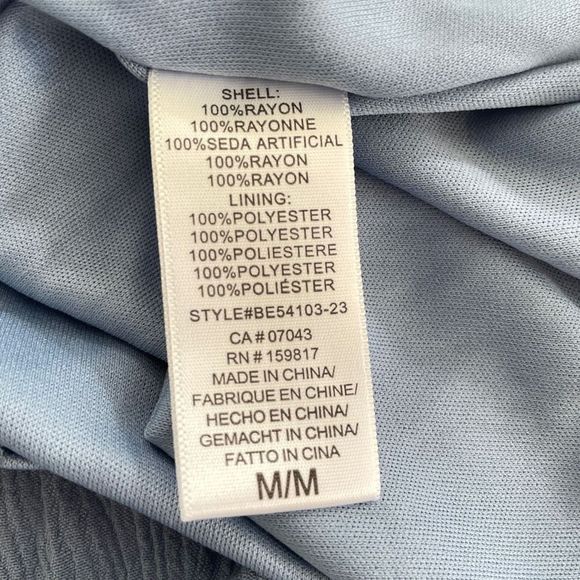 SHELL:
100%RAYON
100%RAYONNE
100%SEDA ARTIFICIAL
100%RAYON
100%RAYON
LINING:
100%POLYESTER
100%POLYESTER
100%POLIESTERE
100%POLYESTER
100%POLIÉSTER
STYLE#BE54103-23
CA # 07043
RN # 159817
MADE IN CHINA/
FABRIQUE EN CHINE/
HECHO EN CHINA/
GEMACHT IN CHINA/
FATTO IN CINA
M/M